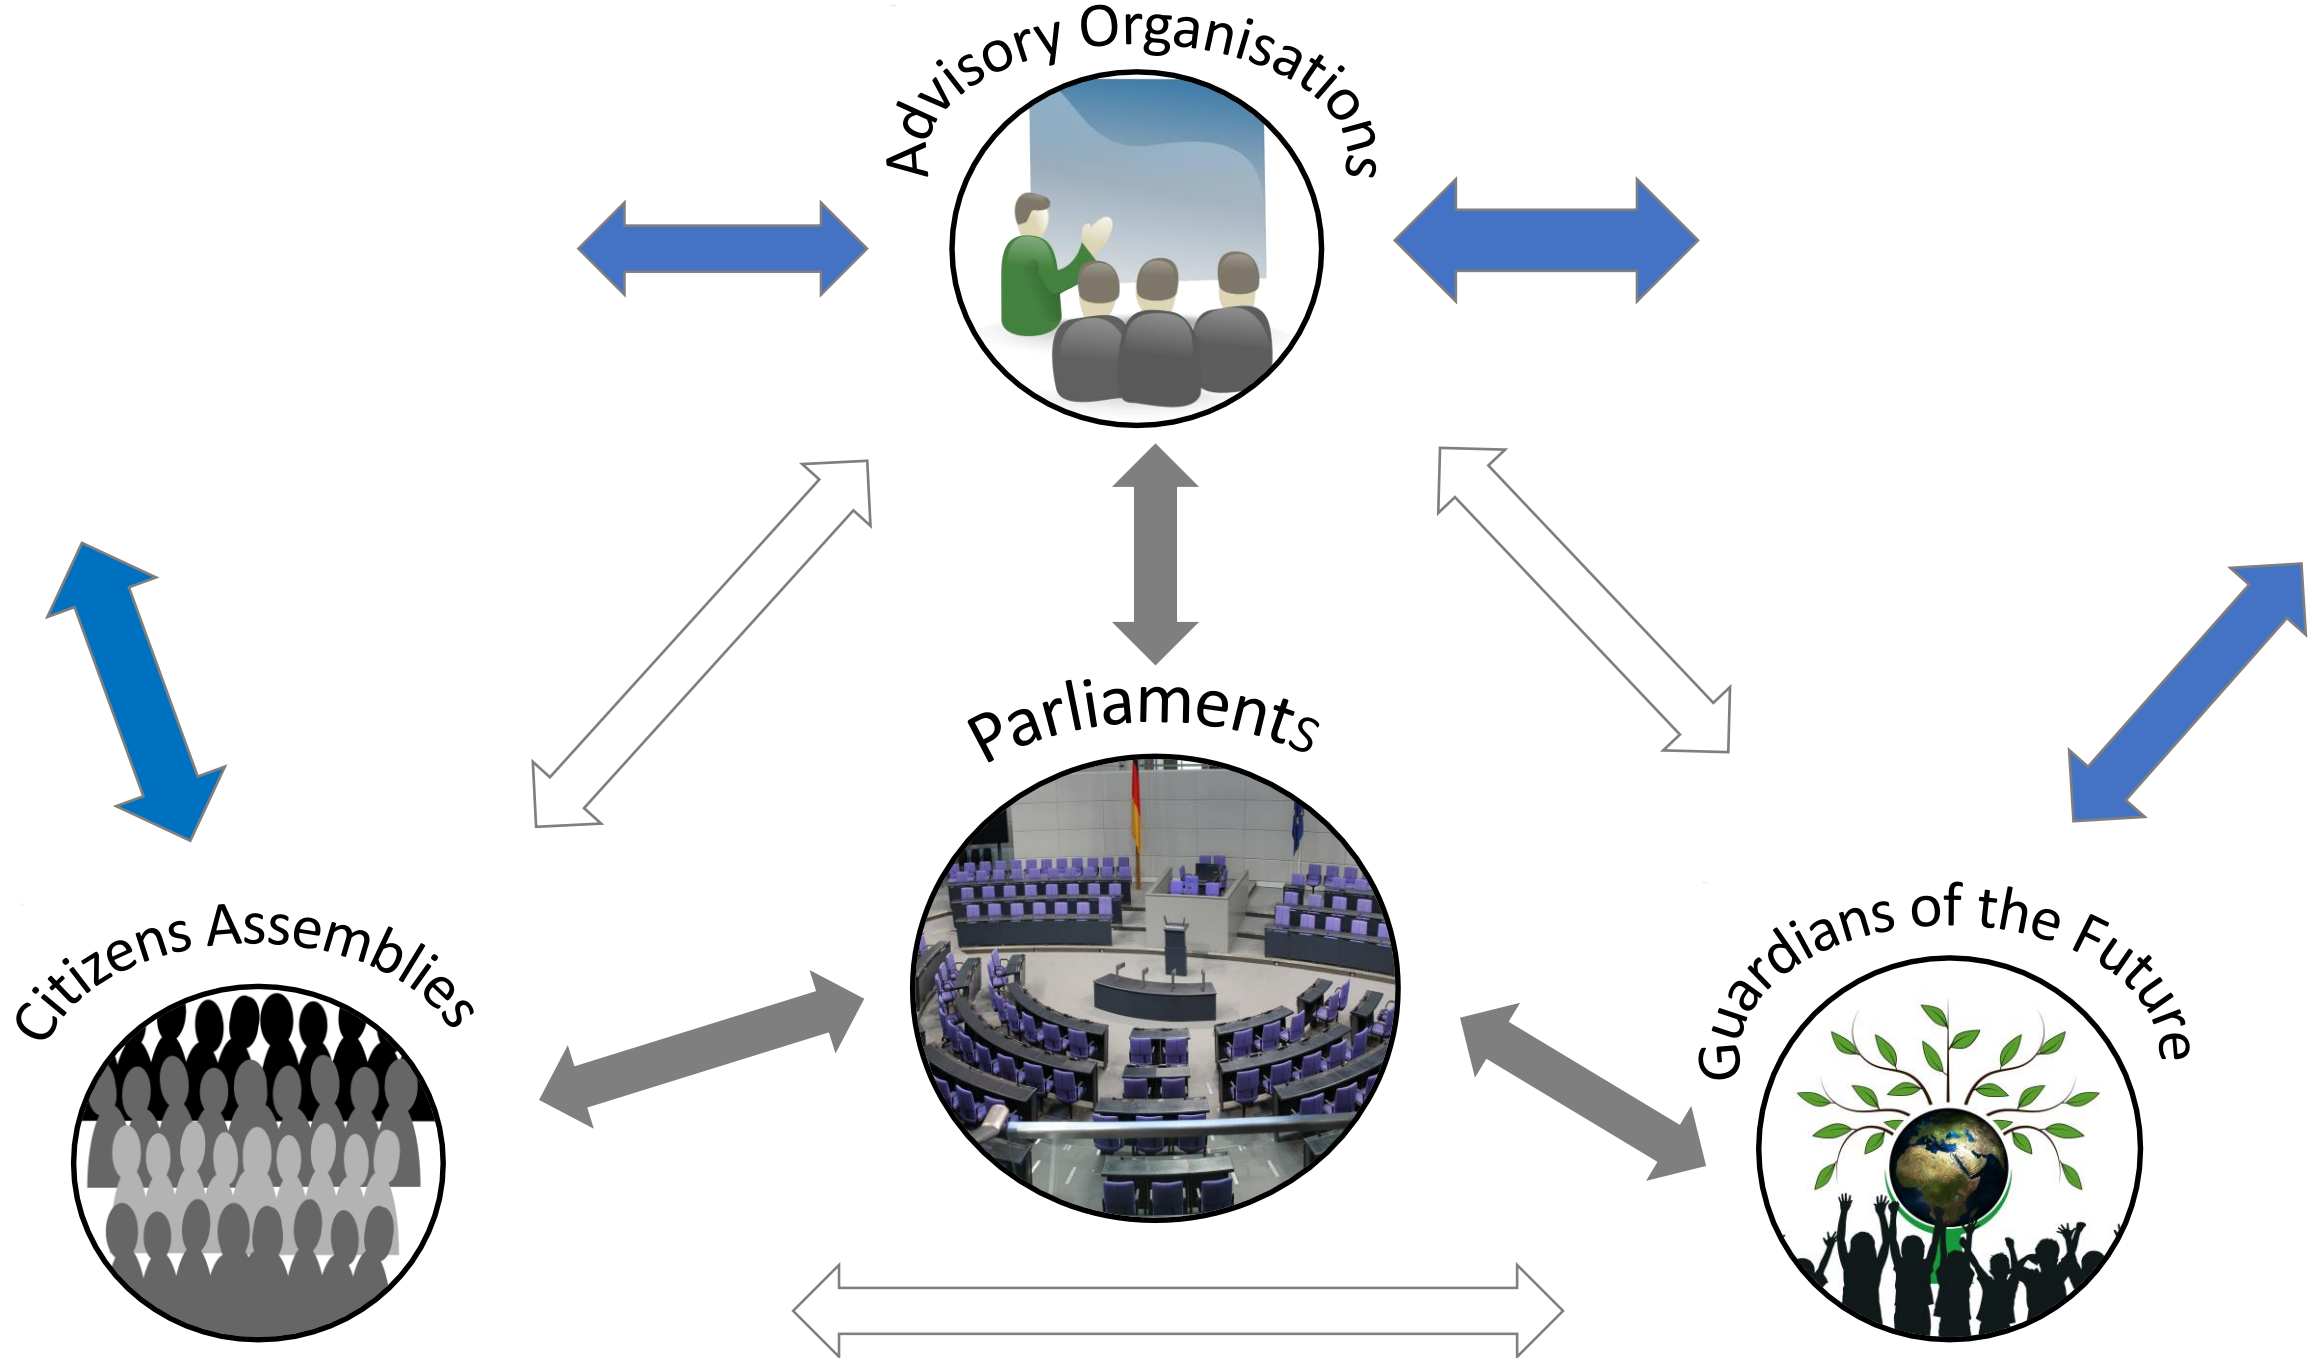 Advisory Organisations
Parliaments
Citizens Assemblies
Guardians of the Future